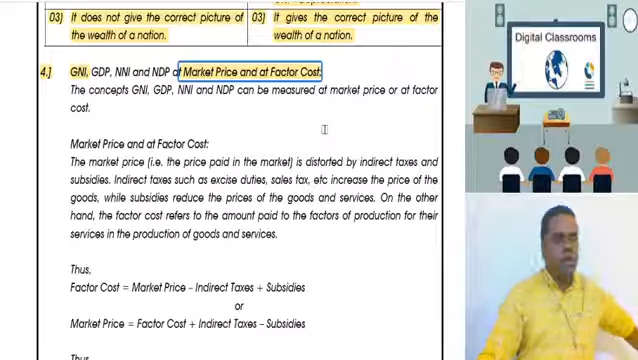 03) It does not give the correct picture of 03) It gives the correct picture of the
the wealth of a nation. wealth of a nation.
4.] GNI, GDP, NNI and NDP at Market Price and at Factor Cost:
The concepts GNI, GDP, NNI and NDP can be measured at market price or at factor
cost.
Market Price and at Factor Cost:
The market price (i.e. the price paid in the market) is distorted by indirect taxes and
subsidies. Indirect taxes such as excise duties, sales tax, etc increase the price of the
goods, while subsidies reduce the prices of the goods and services. On the other
hand, the factor cost refers to the amount paid to the factors of production for their
services in the production of goods and services.
Thus,
Factor Cost = Market Price – Indirect Taxes + Subsidies
or
Market Price = Factor Cost + Indirect Taxes – Subsidies
Thus
Digital Classrooms